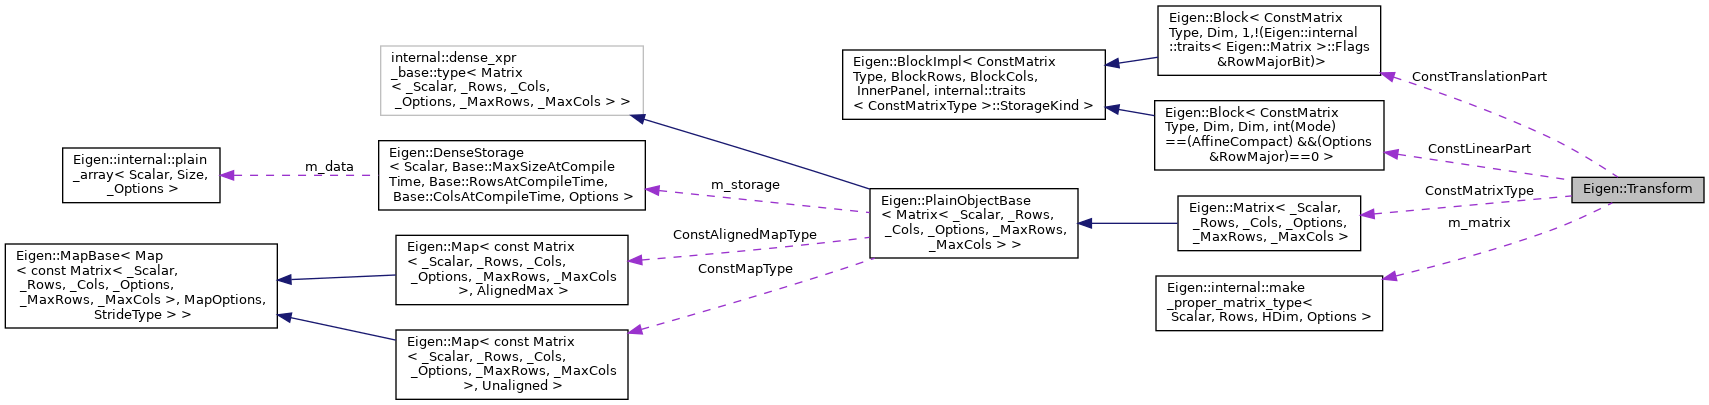 Eigen::Block< ConstMatrix
Type, Dim, 1,!(Eigen::internal
::traits< Eigen::Matrix >::Flags
&RowMajorBit)>
internal::dense_xpr
_base::type< Matrix
< _Scalar, _Rows, _Cols,
_Options, _MaxRows, _MaxCols > >
Eigen::BlockImpl< ConstMatrix
Type, BlockRows, BlockCols,
InnerPanel, internal::traits
< ConstMatrixType >::StorageKind >
ConstTranslationPart
Eigen::Block< ConstMatrix
Type, Dim, Dim, int(Mode)
==(AffineCompact) &&(Options
&RowMajor)==0 >
ConstLinearPart
Eigen::internal::plain
_array< Scalar, Size,
_Options >
m_data
Eigen::DenseStorage
< Scalar, Base::MaxSizeAtCompile
Time, Base::RowsAtCompileTime,
Base::ColsAtCompileTime, Options >
m_storage
Eigen::PlainObjectBase
< Matrix< _Scalar, _Rows,
_Cols, _Options, _MaxRows,
_MaxCols > >
Eigen::Matrix< _Scalar,
_Rows, _Cols, _Options,
_MaxRows, _MaxCols >
ConstMatrixType
Eigen::Transform
m_matrix
Eigen::MapBase< Map
< const Matrix< _Scalar,
_Rows, _Cols, _Options,
_MaxRows, _MaxCols >, MapOptions,
StrideType > >
Eigen::Map< const Matrix
< _Scalar, _Rows, _Cols,
_Options, _MaxRows, _MaxCols
>, AlignedMax >
ConstAlignedMapType
ConstMapType
Eigen::internal::make
_proper_matrix_type<
Scalar, Rows, HDim, Options >
Eigen::Map< const Matrix
< _Scalar, _Rows, _Cols,
_Options, _MaxRows, _MaxCols
>, Unaligned >